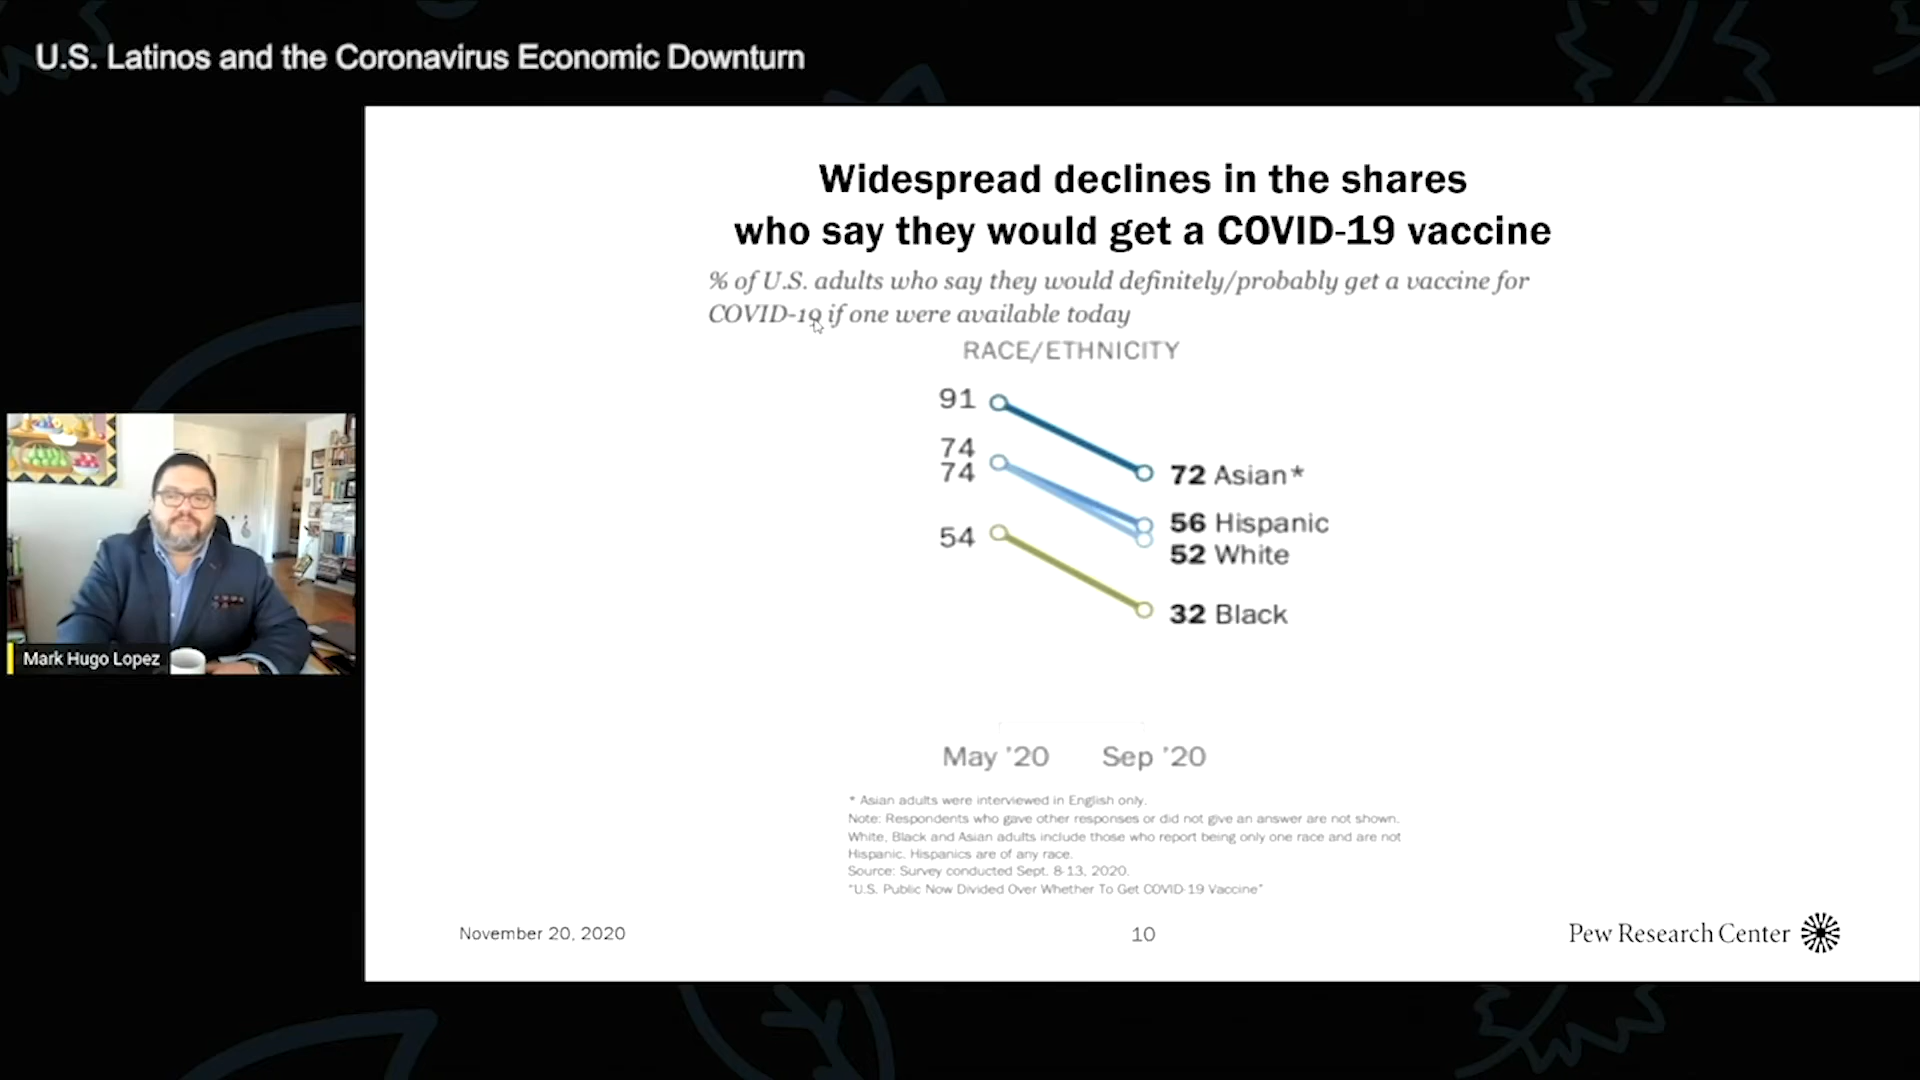 U.S. Latinos and the Coronavirus Economic Downturn
Widespread declines in the shares
who say they would get a COVID-19 vaccine
% of U.S. adults who say they would definitely/probably get a vaccine for
COVID-19 if one were available today
RACE/ETHNICITY
91
74
74
54
72 Asian*
56 Hispanic
52 White
32 Black
May '20 Sep '20
* Asian adults were interviewed in English only.
Note: Respondents who gave other responses or did not give an answer are not shown.
White, Black and Asian adults include those who report being only one race and are not
Hispanic. Hispanics are of any race.
Source: Survey conducted Sept. 8-13, 2020.
"U.S. Public Now Divided Over Whether To Get COVID-19 Vaccine"
November 20, 2020
10
Pew Research Center
Mark Hugo Lopez